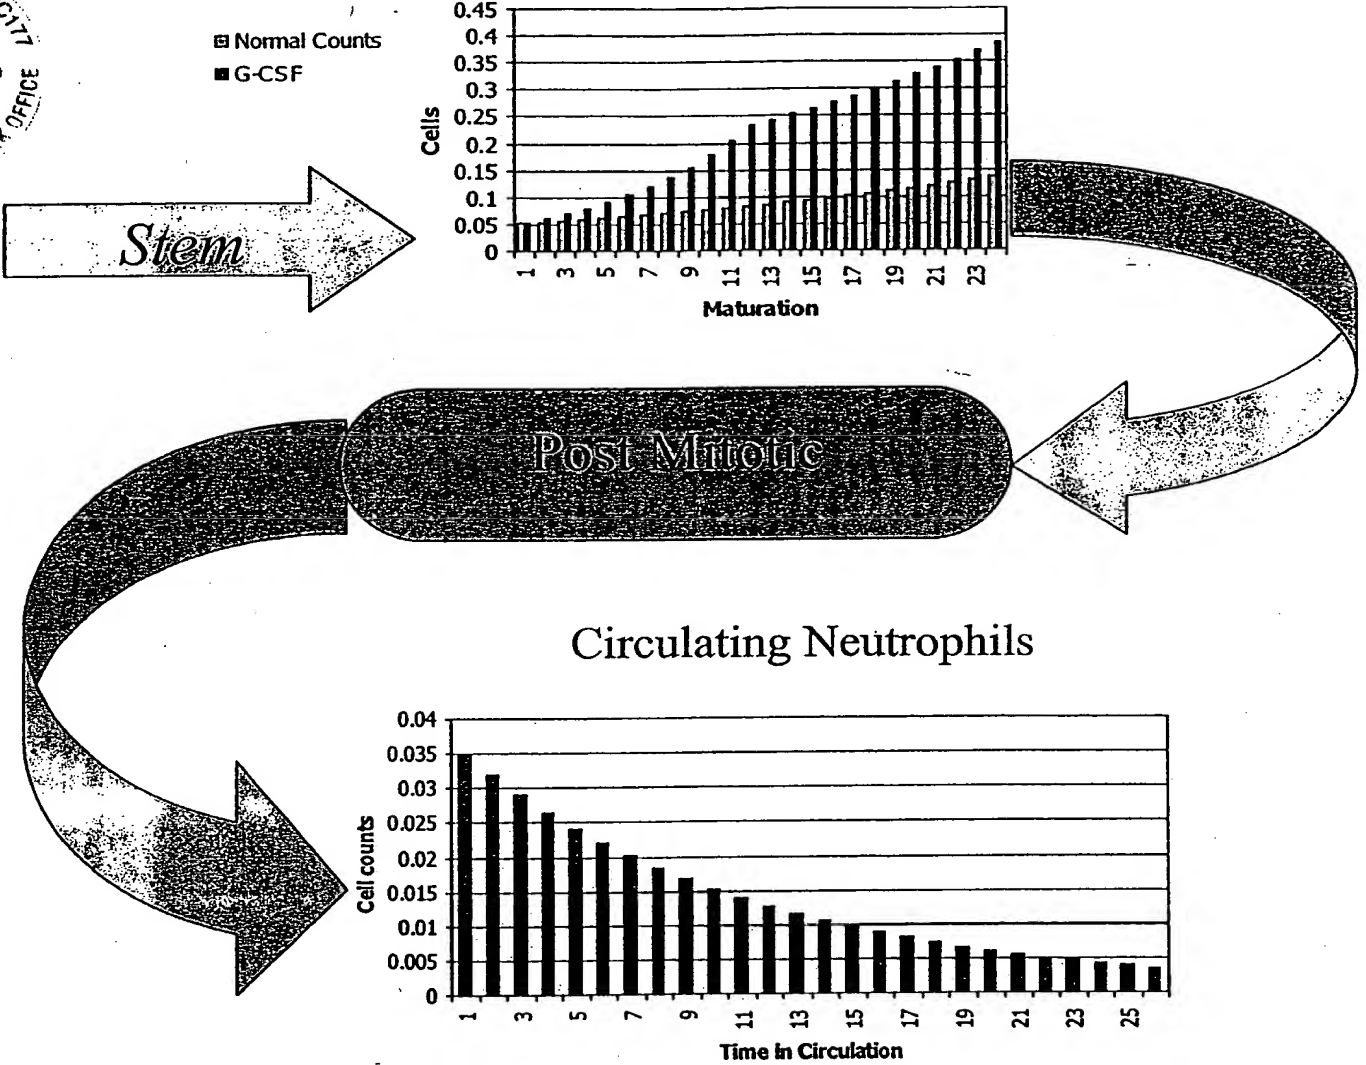 C177
OFFICE
Normal Counts
G-CSF
0.45
0.4
0.35
0.3
0.25
0.2
0.15
0.1
0.05
0
Cells
1 3 5 7 9 11 13 15 17 19 21 23
Maturation
Stem
Post Mitotic
Circulating Neutrophils
0.04
0.035
0.03
0.025
0.02
0.015
0.01
0.005
0
Cell counts
1 3 5 7 9 11 13 15 17 19 21 23 25
Time in Circulation